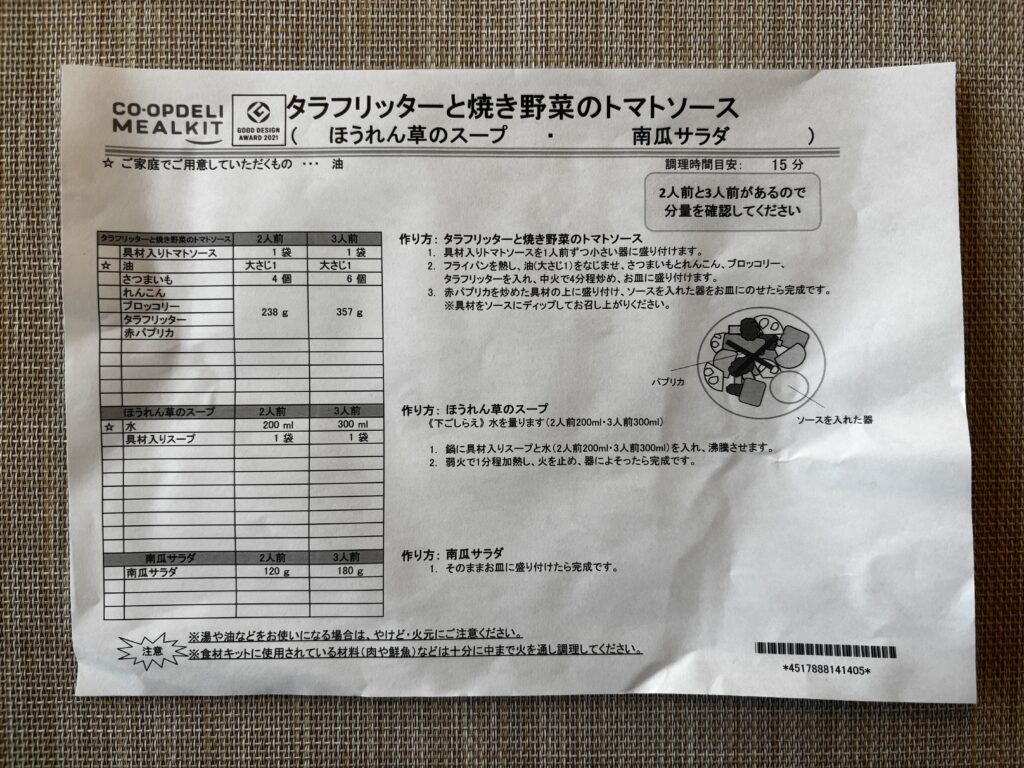 CO･OPDELI
MEALKIT
GOOD DESIGN
AWARD 2021
タラフリッターと焼き野菜のトマトソース
( ほうれん草のスープ ・ 南瓜サラダ )
☆ ご家庭でご用意していただくもの ･･･ 油
調理時間目安: 15 分
2人前と3人前があるので
分量を確認してください
タラフリッターと焼き野菜のトマトソース 2人前 3人前
具材入りトマトソース 1 袋 1 袋
☆ 油 大さじ1 大さじ1
さつまいも 4 個 6 個
れんこん
ブロッコリー
タラフリッター 238 g 357 g
赤パプリカ
作り方: タラフリッターと焼き野菜のトマトソース
1. 具材入りトマトソースを1人前ずつ小さい器に盛り付けます。
2. フライパンを熱し、油(大さじ1)をなじませ、さつまいもとれんこん、ブロッコリー、
タラフリッターを入れ、中火で4分程炒め、お皿に盛り付けます。
3. 赤パプリカを炒めた具材の上に盛り付け、ソースを入れた器をお皿にのせたら完成です。
※具材をソースにディップしてお召し上がりください。
パプリカ
ソースを入れた器
ほうれん草のスープ 2人前 3人前
☆ 水 200 ml 300 ml
具材入りスープ 1 袋 1 袋
作り方: ほうれん草のスープ
《下ごしらえ》 水を量ります(2人前200ml･3人前300ml)
1. 鍋に具材入りスープと水(2人前200ml･3人前300ml)を入れ、沸騰させます。
2. 弱火で1分程加熱し、火を止め、器によそったら完成です。
南瓜サラダ 2人前 3人前
南瓜サラダ 120 g 180 g
作り方: 南瓜サラダ
1. そのままお皿に盛り付けたら完成です。
注意
※湯や油などをお使いになる場合は、やけど・火元にご注意ください。
※食材キットに使用されている材料(肉や鮮魚)などは十分に中まで火を通し調理してください。
*4517888141405*